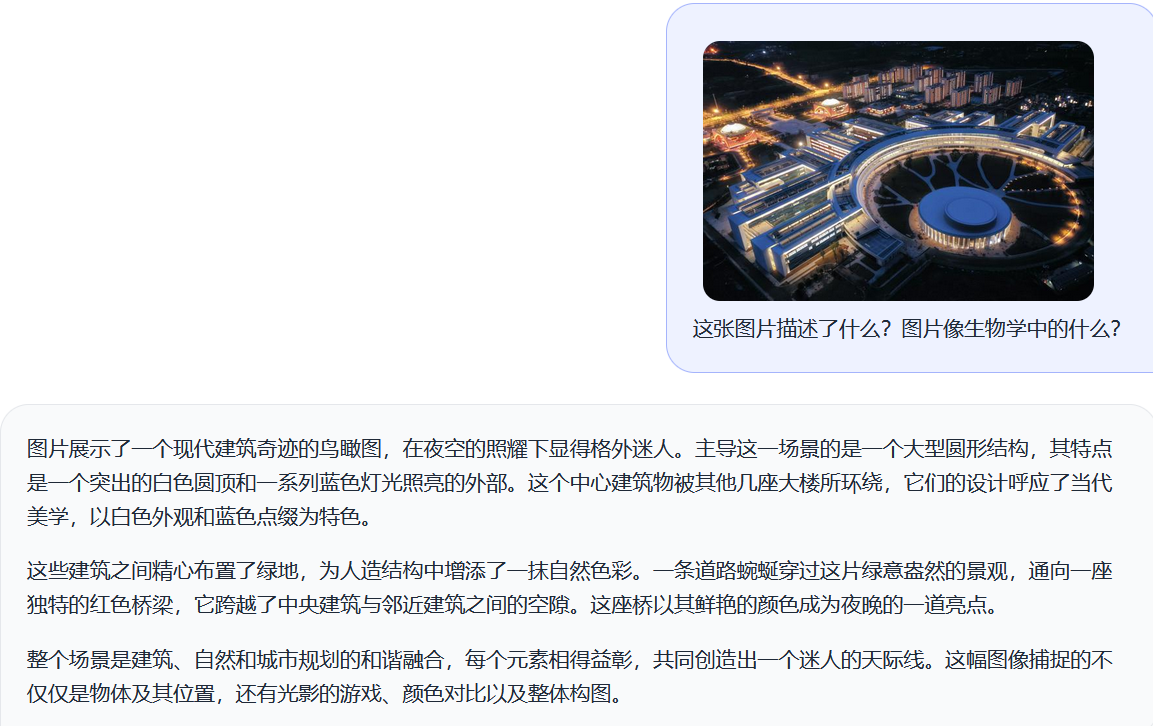 这张图片描述了什么？图片像生物学中的什么？
图片展示了一个现代建筑奇迹的鸟瞰图，在夜空的照耀下显得格外迷人。主导这一场景的是一个大型圆形结构，其特点
是一个突出的白色圆顶和一系列蓝色灯光照亮的外部。这个中心建筑物被其他几座大楼所环绕，它们的设计呼应了当代
美学，以白色外观和蓝色点缀为特色。
这些建筑之间精心布置了绿地，为人造结构中增添了一抹自然色彩。一条道路蜿蜒穿过这片绿意盎然的景观，通向一座
独特的红色桥梁，它跨越了中央建筑与邻近建筑之间的空隙。这座桥以其鲜艳的颜色成为夜晚的一道亮点。
整个场景是建筑、自然和城市规划的和谐融合，每个元素相得益彰，共同创造出一个迷人的天际线。这幅图像捕捉的不
仅仅是物体及其位置，还有光影的游戏、颜色对比以及整体构图。